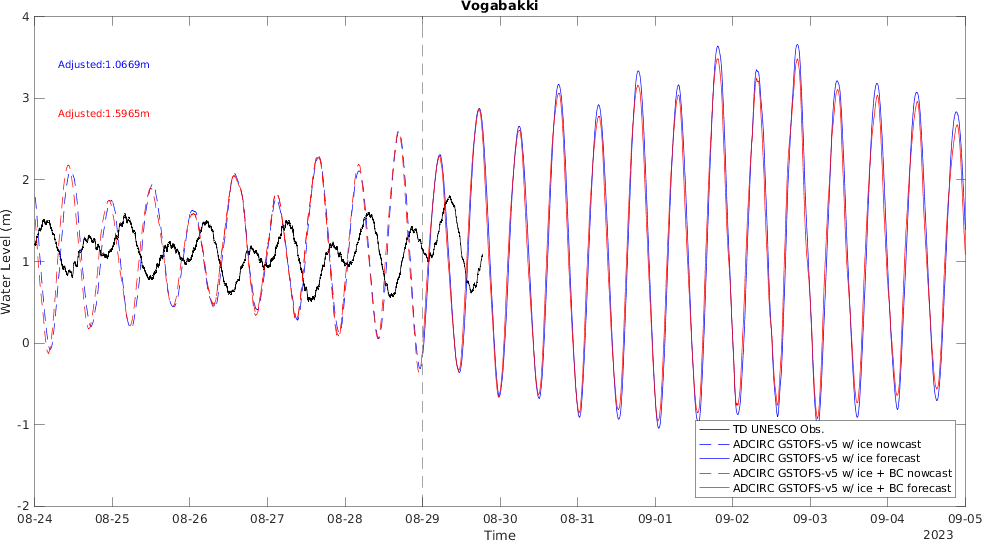 Vogabakki
4
Adjusted:1.0669m
3
Adjusted:1.5965m
2
1
0
-1
-2
Water Level (m)
TD UNESCO Obs.
ADCIRC GSTOFS-v5 w/ ice nowcast
ADCIRC GSTOFS-v5 w/ ice forecast
ADCIRC GSTOFS-v5 w/ ice + BC nowcast
ADCIRC GSTOFS-v5 w/ ice + BC forecast
08-24 08-25 08-26 08-27 08-28 08-29 08-30 08-31 09-01 09-02 09-03 09-04 09-05
Time
2023